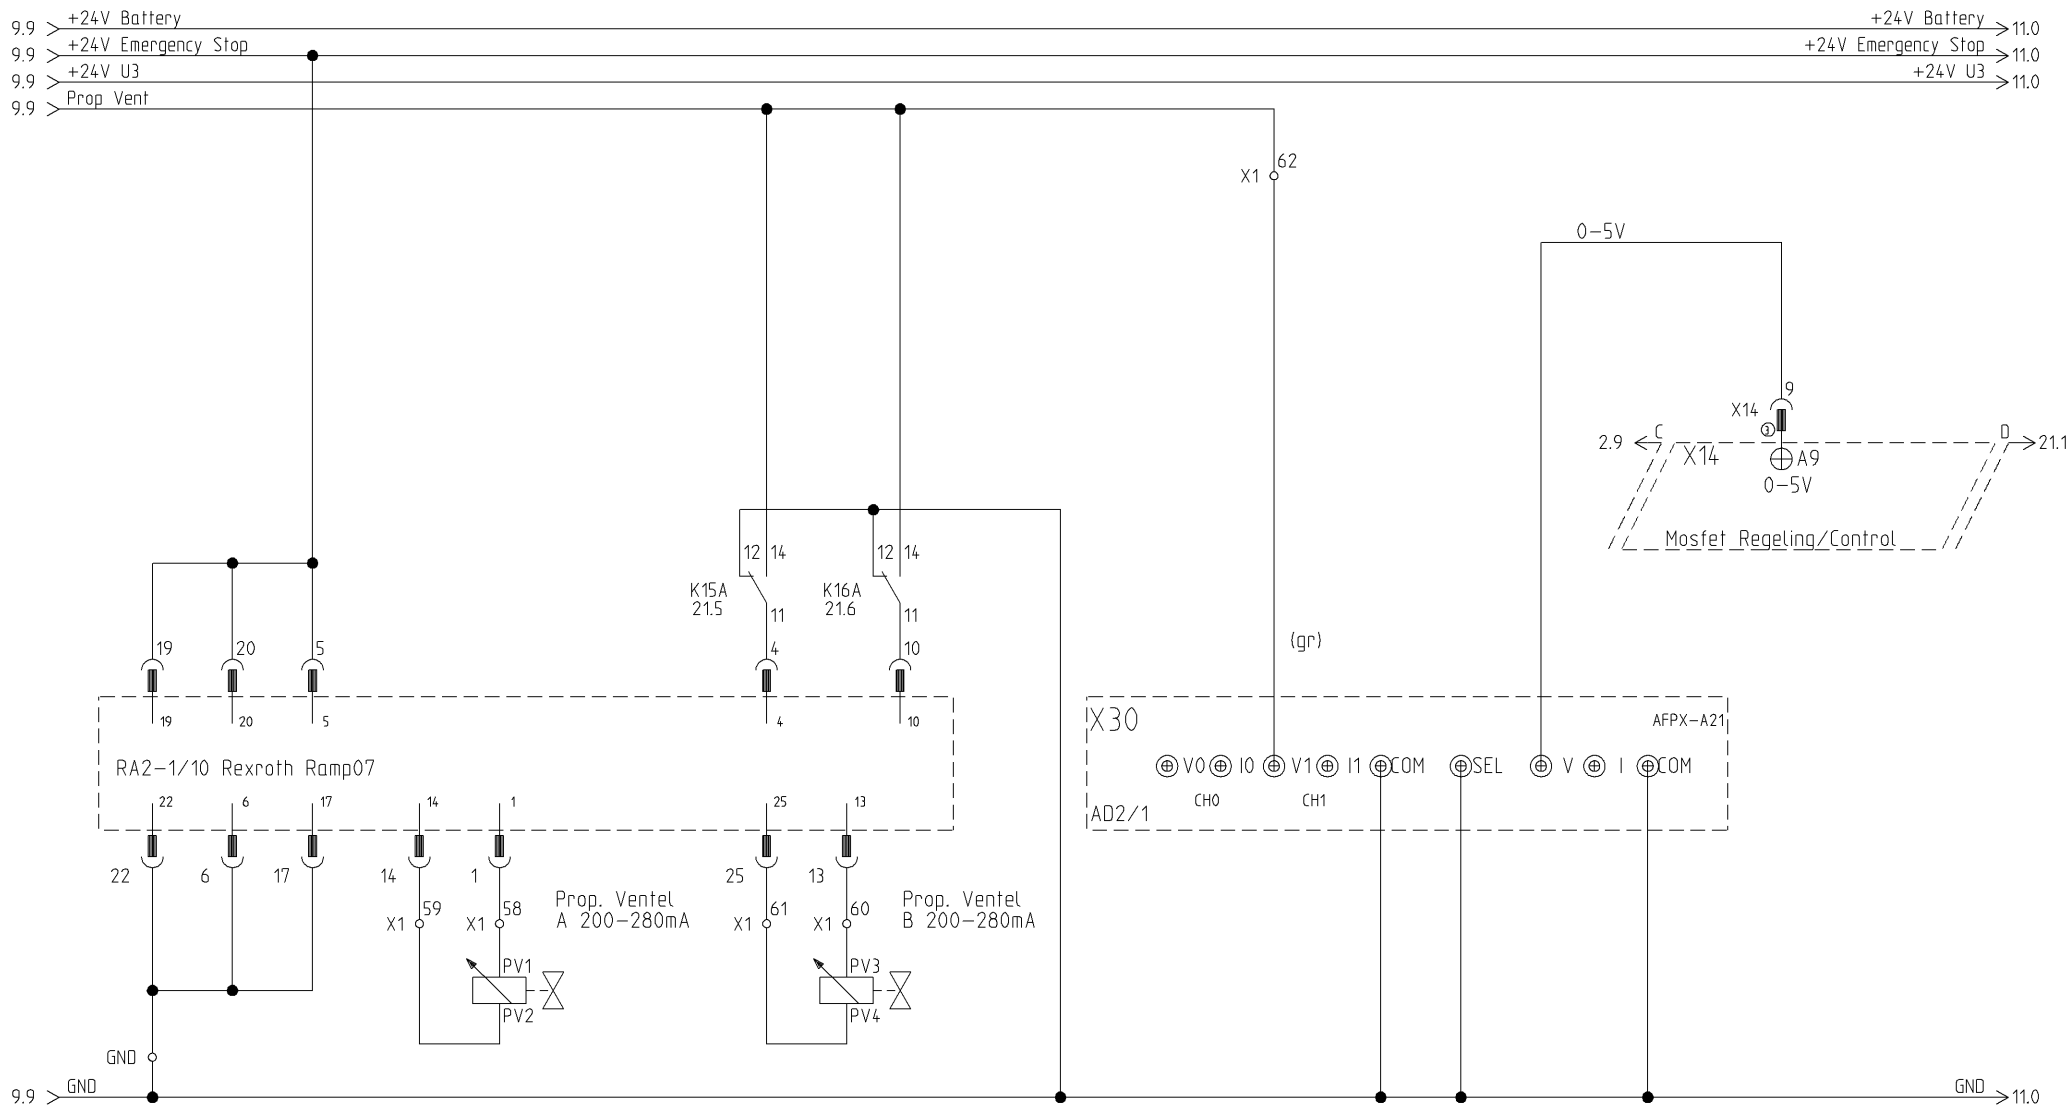 9.9 +24V Battery +24V Battery 11.0
9.9 +24V Emergency Stop +24V Emergency Stop 11.0
9.9 +24V U3 +24V U3 11.0
9.9 Prop Vent
X1 62
0-5V
9
X14
3
2.9 C D 21.1
X14 A9
0-5V
Mosfet Regeling/Control
12 14 12 14
K15A K16A
21.5 21.6
11 11
(gr)
19 20 5 4 10
19 20 5 4 10
X30 AFPX-A21
RA2-1/10 Rexroth Ramp07
V0 I0 V1 I1 COM SEL V I COM
CH0 CH1
22 6 17 14 1 25 13
AD2/1
22 6 17 14 1 25 13
Prop. Ventel
A 200-280mA
Prop. Ventel
B 200-280mA
X1 59 X1 58 X1 61 X1 60
PV1 PV3
PV2 PV4
GND
9.9 GND GND 11.0